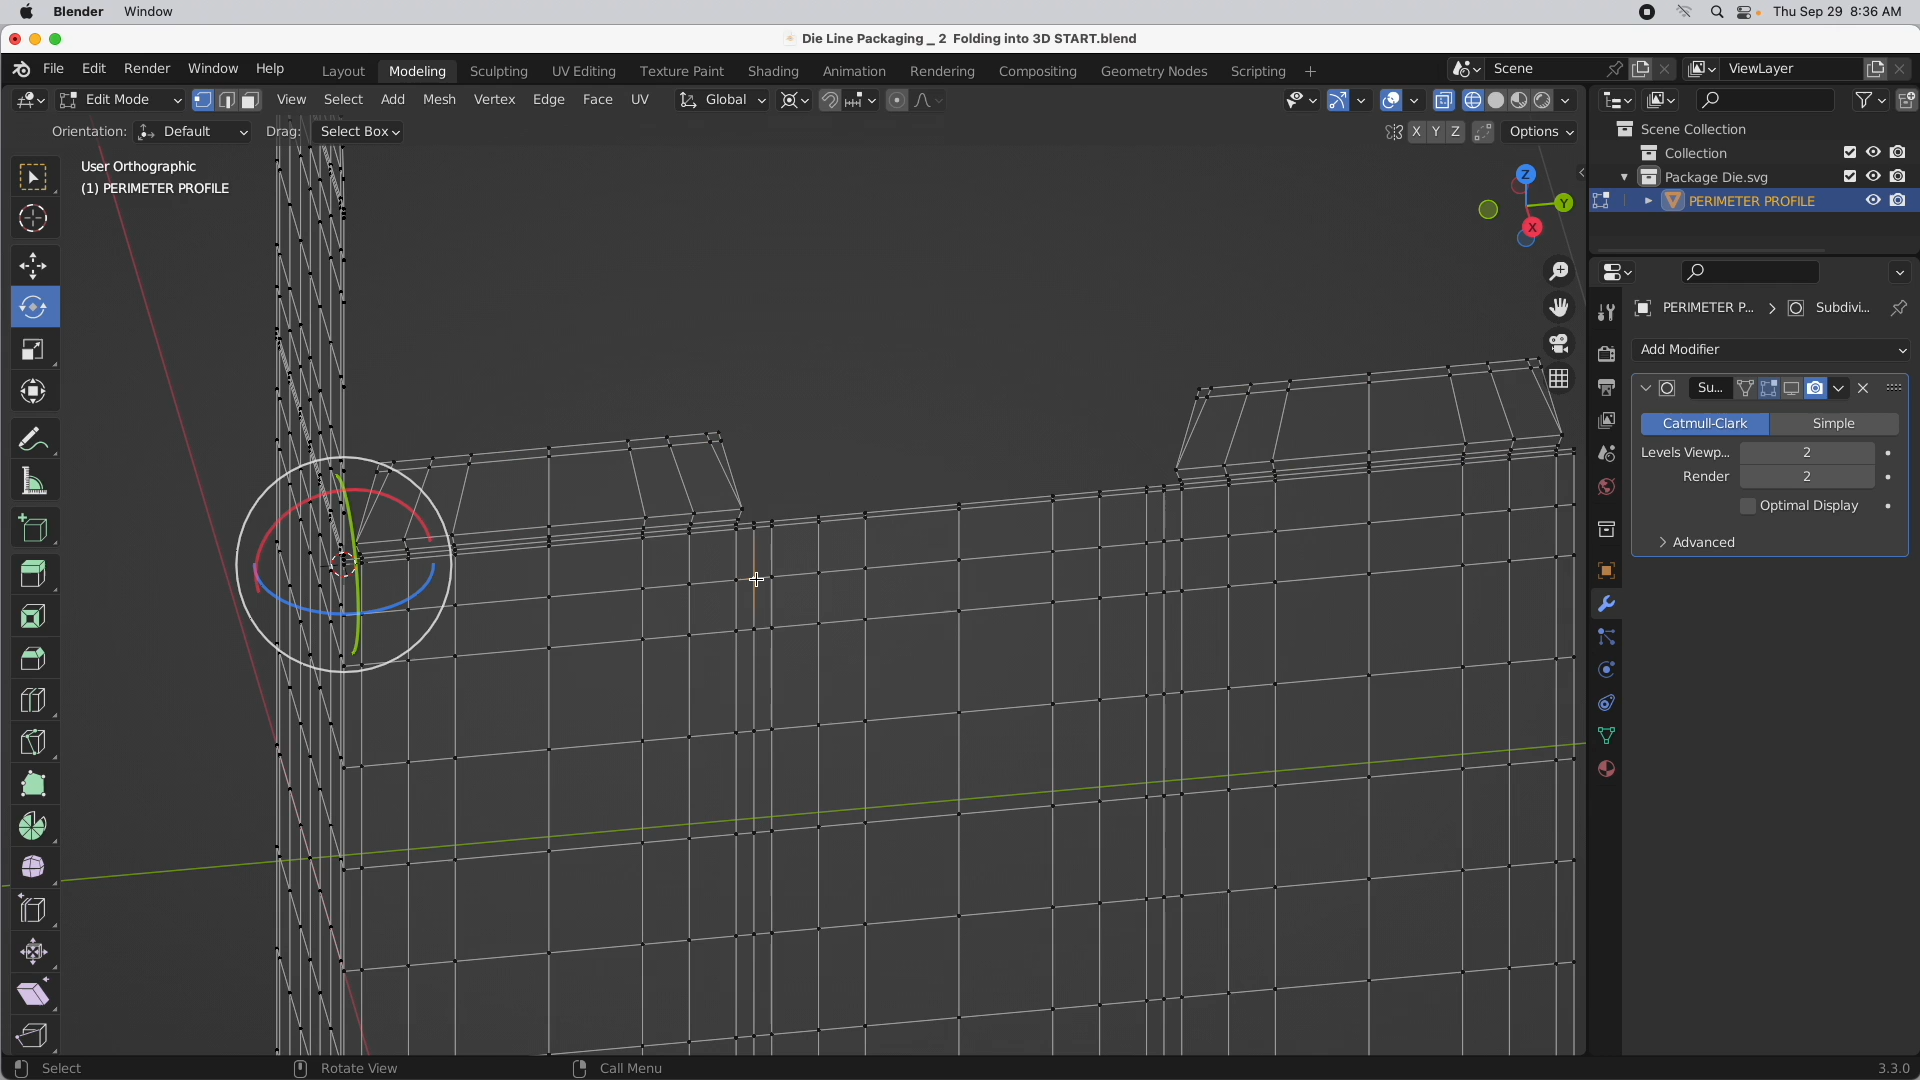 Blender Window Thu Sep 29 8:36 AM
Die Line Packaging _ 2 Folding into 3D START.blend
File Edit Render Window Help Layout Modeling Sculpting UV Editing Texture Paint Shading Animation Rendering Compositing Geometry Nodes Scripting + Scene ViewLayer
Edit Mode View Select Add Mesh Vertex Edge Face UV Global
Orientation: Default Drag: Select Box X Y Z Options
User Orthographic
(1) PERIMETER PROFILE
Z
Y
X
Scene Collection
Collection
Package Die.svg
PERIMETER PROFILE
PERIMETER P... > Subdivi...
Add Modifier
Su...
Catmull-Clark Simple
Levels Viewp... 2
Render 2
Optimal Display
Advanced
Select Rotate View Call Menu 3.3.0